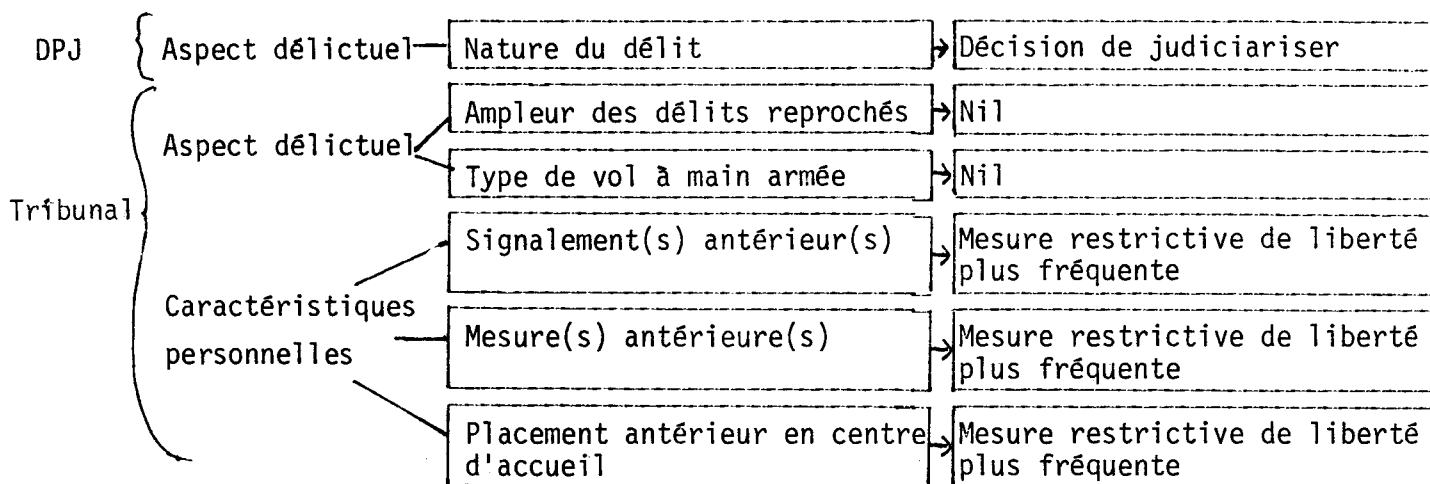 DPJ { Aspect délictuel Nature du délit Décision de judiciariser
Ampleur des délits reprochés Nil
Aspect délictuel
Type de vol à main armée Nil
Tribunal
Signalement(s) antérieur(s) Mesure restrictive de liberté
plus fréquente
Caractéristiques
personnelles
Mesure(s) antérieure(s) Mesure restrictive de liberté
plus fréquente
Placement antérieur en centre Mesure restrictive de liberté
d'accueil plus fréquente